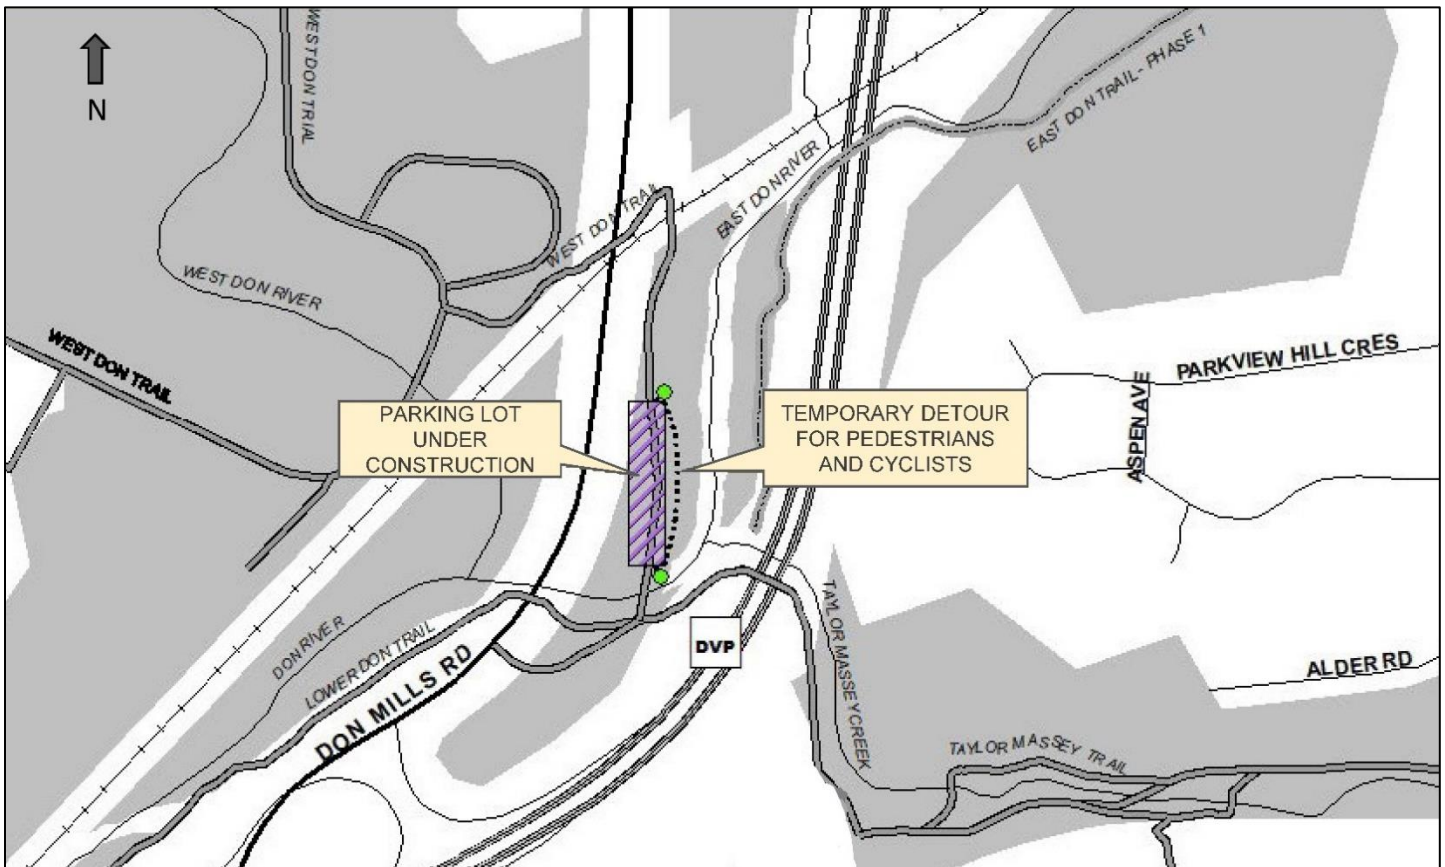 N
WEST DON TRIAL
WEST DON TRAIL
EAST DON RIVER
EAST DON TRAIL - PHASE 1
WEST DON RIVER
WEST DON TRAIL
PARKVIEW HILL CRES
ASPEN AVE
PARKING LOT
UNDER
CONSTRUCTION
TEMPORARY DETOUR
FOR PEDESTRIANS
AND CYCLISTS
DON RIVER
LOWER DON TRAIL
DON MILLS RD
DVP
TAYLOR MASSEY CREEK
ALDER RD
TAYLOR MASSEY TRAIL